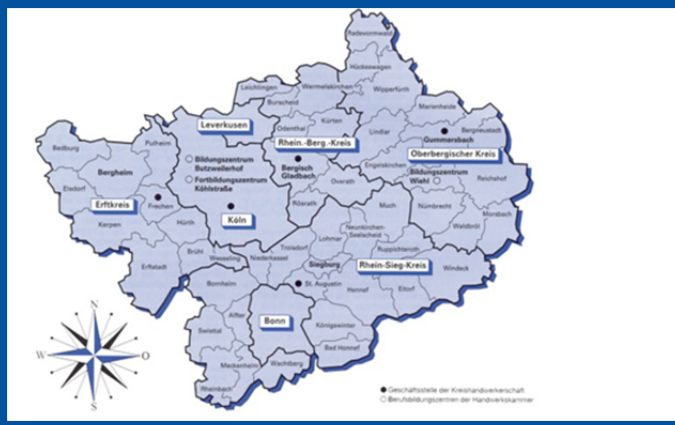 Radevormwald
Hückeswagen
Leichlingen
Wermelskirchen
Wipperfürth
Burscheid
Marienheide
Leverkusen
Kürten
Odenthal
Lindlar
Bergneustadt
Gummersbach
Pulheim
Rhein.-Berg.-Kreis
Bedburg
Oberbergischer Kreis
Bildungszentrum
Butzweilerhof
Bergisch
Gladbach
Engelskirchen
Bergheim
Bildungszentrum
Wiehl
Reichshof
Fortbildungszentrum
Köhlstraße
Overath
Elsdorf
Erftkreis
Frechen
Rösrath
Much
Nümbrecht
Morsbach
Köln
Kerpen
Hürth
Waldbröl
Neunkirchen-
Seelscheid
Lohmar
Ruppichteroth
Troisdorf
Brühl
Wesseling
Niederkassel
Siegburg
Rhein-Sieg-Kreis
Windeck
Erftstadt
Bornheim
St. Augustin
Hennef
Eitorf
N
Alfter
Bonn
Königswinter
Swisttal
Bad Honnef
W
O
Meckenheim
Wachtberg
Rheinbach
S
Geschäftsstelle der Kreishandwerkerschaft
Berufsbildungszentren der Handwerkskammer